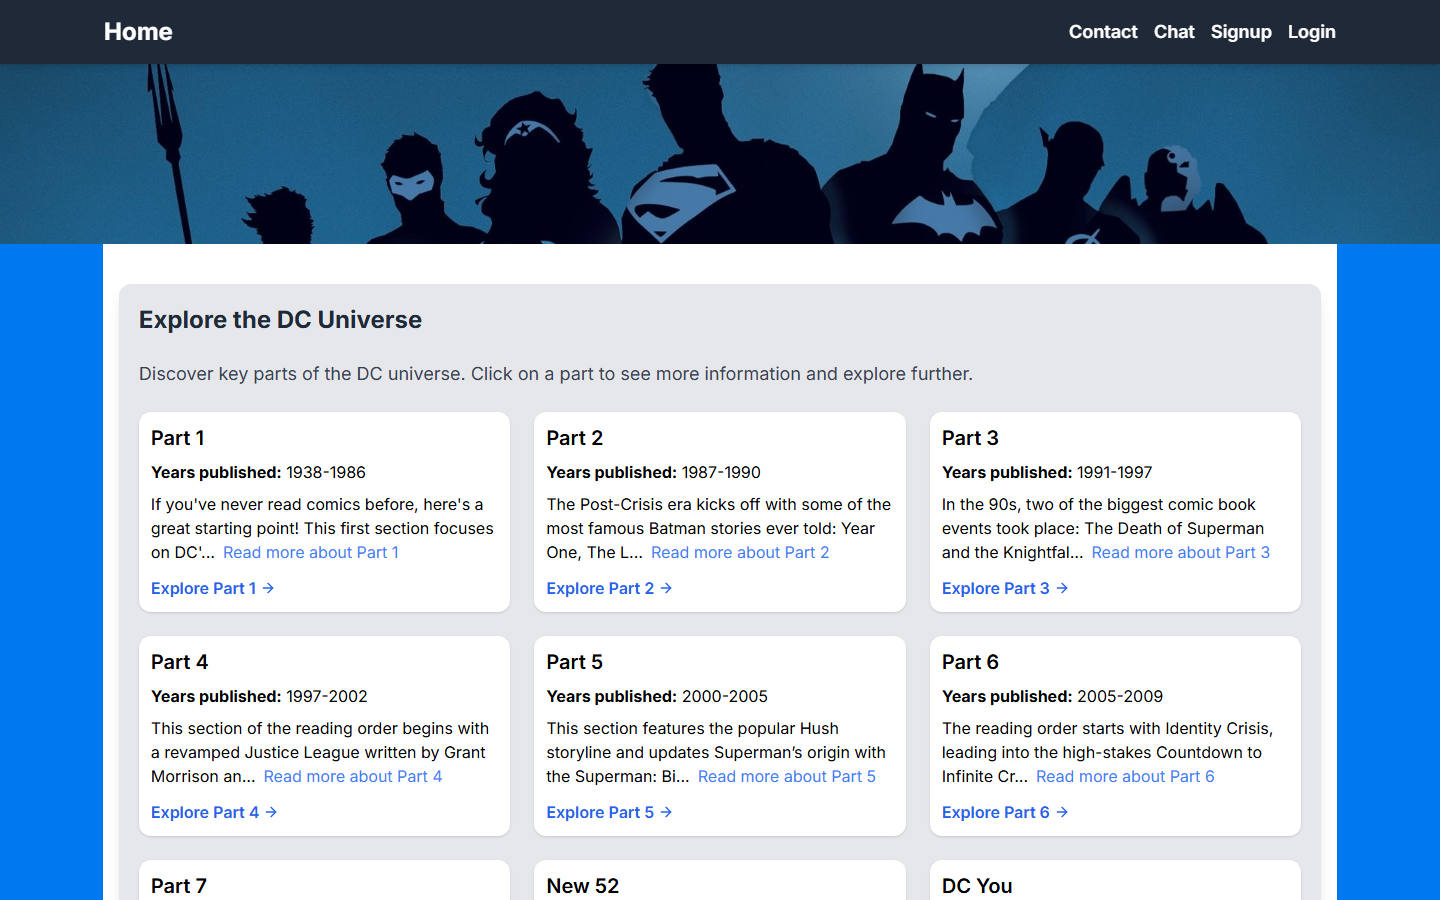 Home
Contact Chat Signup Login
Explore the DC Universe
Discover key parts of the DC universe. Click on a part to see more information and explore further.
Part 1
Years published: 1938-1986
If you've never read comics before, here's a
great starting point! This first section focuses
on DC'... Read more about Part 1
Explore Part 1 →
Part 2
Years published: 1987-1990
The Post-Crisis era kicks off with some of the
most famous Batman stories ever told: Year
One, The L... Read more about Part 2
Explore Part 2 →
Part 3
Years published: 1991-1997
In the 90s, two of the biggest comic book
events took place: The Death of Superman
and the Knightfal... Read more about Part 3
Explore Part 3 →
Part 4
Years published: 1997-2002
This section of the reading order begins with
a revamped Justice League written by Grant
Morrison an... Read more about Part 4
Explore Part 4 →
Part 5
Years published: 2000-2005
This section features the popular Hush
storyline and updates Superman’s origin with
the Superman: Bi... Read more about Part 5
Explore Part 5 →
Part 6
Years published: 2005-2009
The reading order starts with Identity Crisis,
leading into the high-stakes Countdown to
Infinite Cr... Read more about Part 6
Explore Part 6 →
Part 7
New 52
DC You